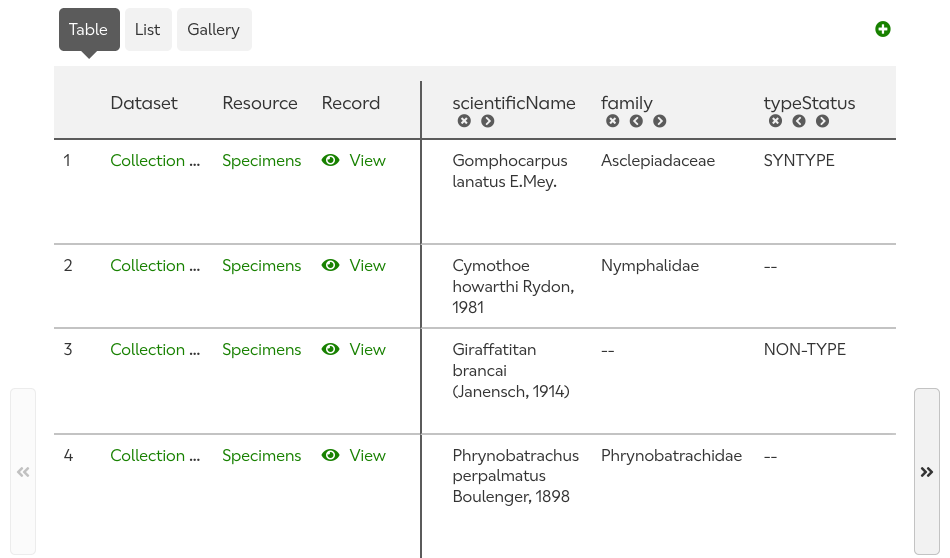 Table List Gallery
Dataset Resource Record scientificName family typeStatus
1 Collection ... Specimens View Gomphocarpus Asclepiadaceae SYNTYPE
lanatus E.Mey.
2 Collection ... Specimens View Cymothoe Nymphalidae --
howarthi Rydon,
1981
3 Collection ... Specimens View Giraffatitan -- NON-TYPE
brancai
(Janensch, 1914)
4 Collection ... Specimens View Phrynobatrachus Phrynobatrachidae --
perpalmatus
Boulenger, 1898